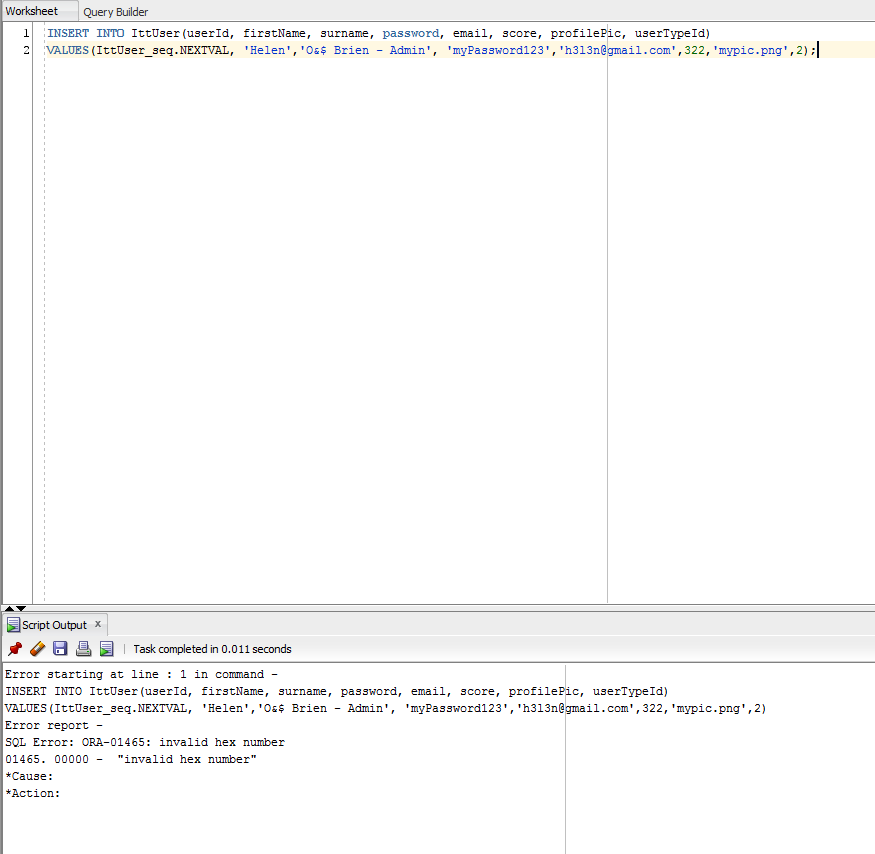 Worksheet Query Builder
1 INSERT INTO IttUser(userId, firstName, surname, password, email, score, profilePic, userTypeId)
2 VALUES(IttUser_seq.NEXTVAL, 'Helen','O&$ Brien - Admin', 'myPassword123','h3l3n@gmail.com',322,'mypic.png',2);
Script Output x
Task completed in 0.011 seconds
Error starting at line : 1 in command -
INSERT INTO IttUser(userId, firstName, surname, password, email, score, profilePic, userTypeId)
VALUES(IttUser_seq.NEXTVAL, 'Helen','O&$ Brien - Admin', 'myPassword123','h3l3n@gmail.com',322,'mypic.png',2)
Error report -
SQL Error: ORA-01465: invalid hex number
01465. 00000 -  "invalid hex number"
*Cause:
*Action: